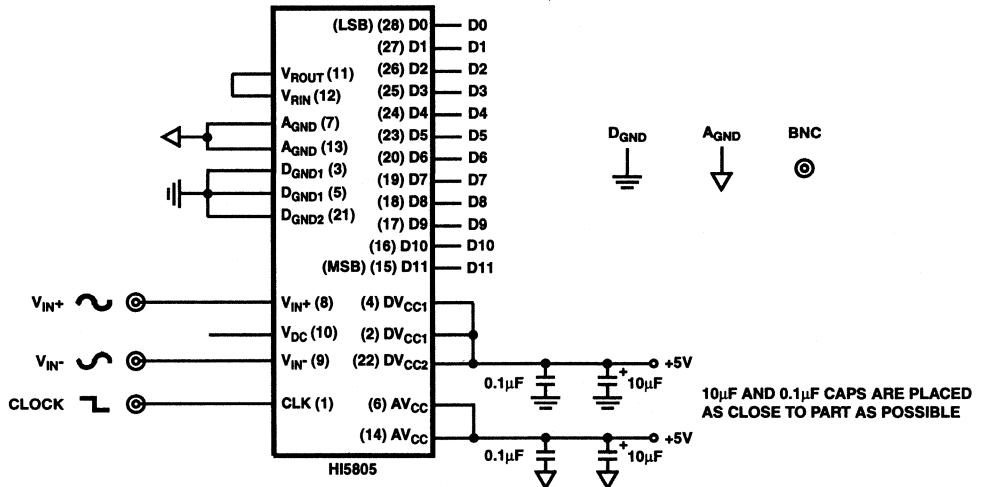 (LSB) (28) D0 D0
(27) D1 D1
(26) D2 D2
VROUT (11)
(25) D3 D3
VRIN (12)
(24) D4 D4
AGND (7)
(23) D5 D5
DGND AGND BNC
AGND (13)
(20) D6 D6
DGND1 (3)
(19) D7 D7
DGND1 (5)
(18) D8 D8
DGND2 (21)
(17) D9 D9
(16) D10 D10
(MSB) (15) D11 D11
VIN+ VIN+ (8) (4) DVCC1
VDC (10) (2) DVCC1
VIN- VIN- (9) (22) DVCC2 +5V
0.1µF + 10µF
CLOCK CLK (1) (6) AVCC
10µF AND 0.1µF CAPS ARE PLACED
AS CLOSE TO PART AS POSSIBLE
(14) AVCC +5V
0.1µF + 10µF
HI5805